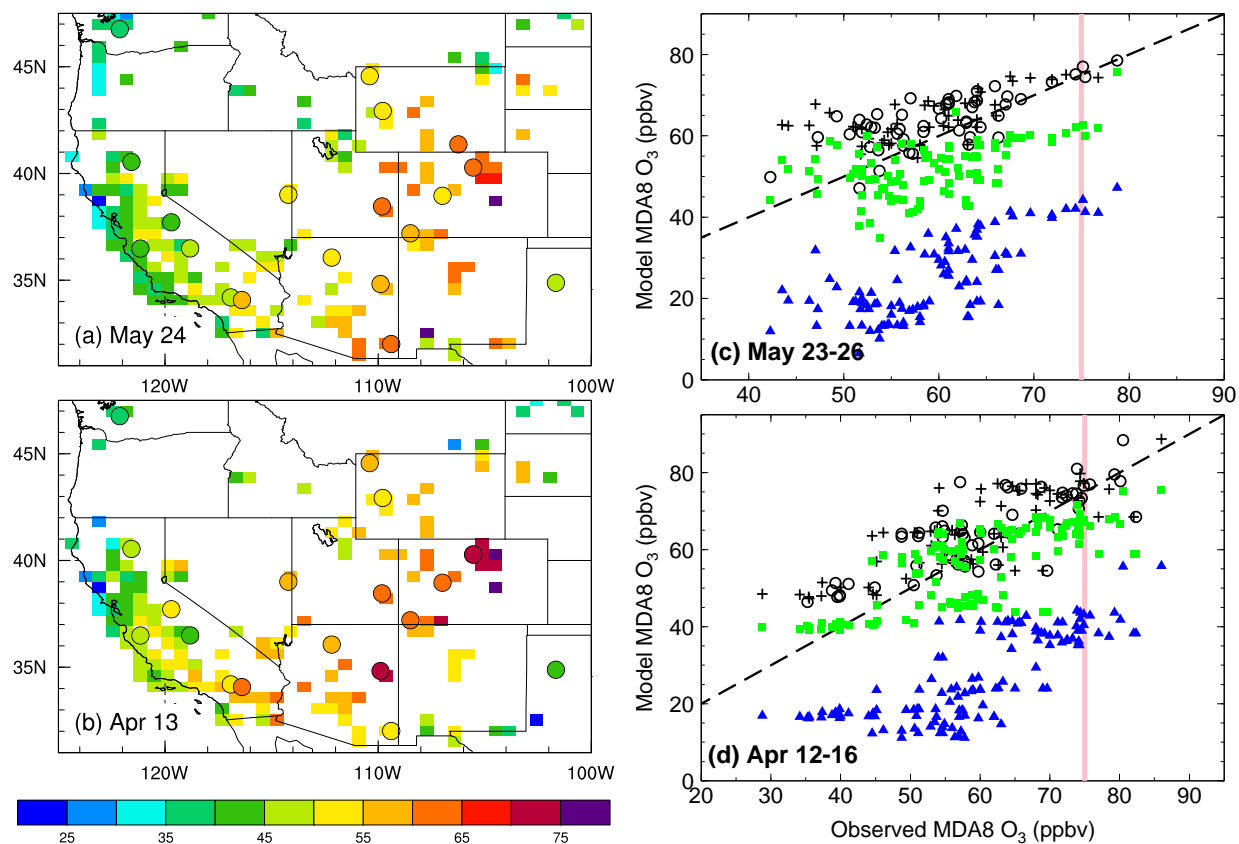 45N
40N
35N
(a) May 24
120W
110W
100W
45N
40N
35N
(b) Apr 13
120W
110W
100W
25
35
45
55
65
75
Model MDA8 O3 (ppbv)
80
60
40
20
0
(c) May 23-26
40
50
60
70
80
90
Model MDA8 O3 (ppbv)
80
60
40
20
0
(d) Apr 12-16
20
30
40
50
60
70
80
90
Observed MDA8 O3 (ppbv)